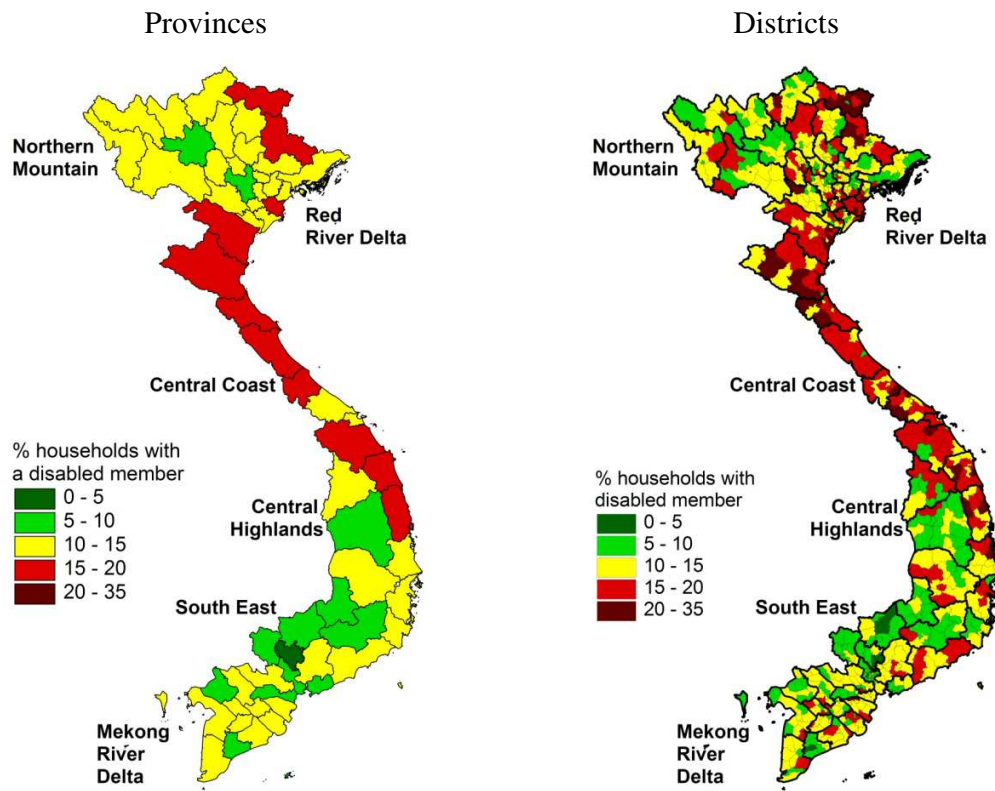 Provinces
Northern
Mountain
Red
River Delta
Central Coast
% households with
a disabled member
0 - 5
5 - 10
10 - 15
15 - 20
20 - 35
Central
Highlands
South East
Mekong
River
Delta
Districts
Northern
Mountain
Red
River Delta
Central Coast
% households with
disabled member
0 - 5
5 - 10
10 - 15
15 - 20
20 - 35
Central
Highlands
South East
Mekong
River
Delta